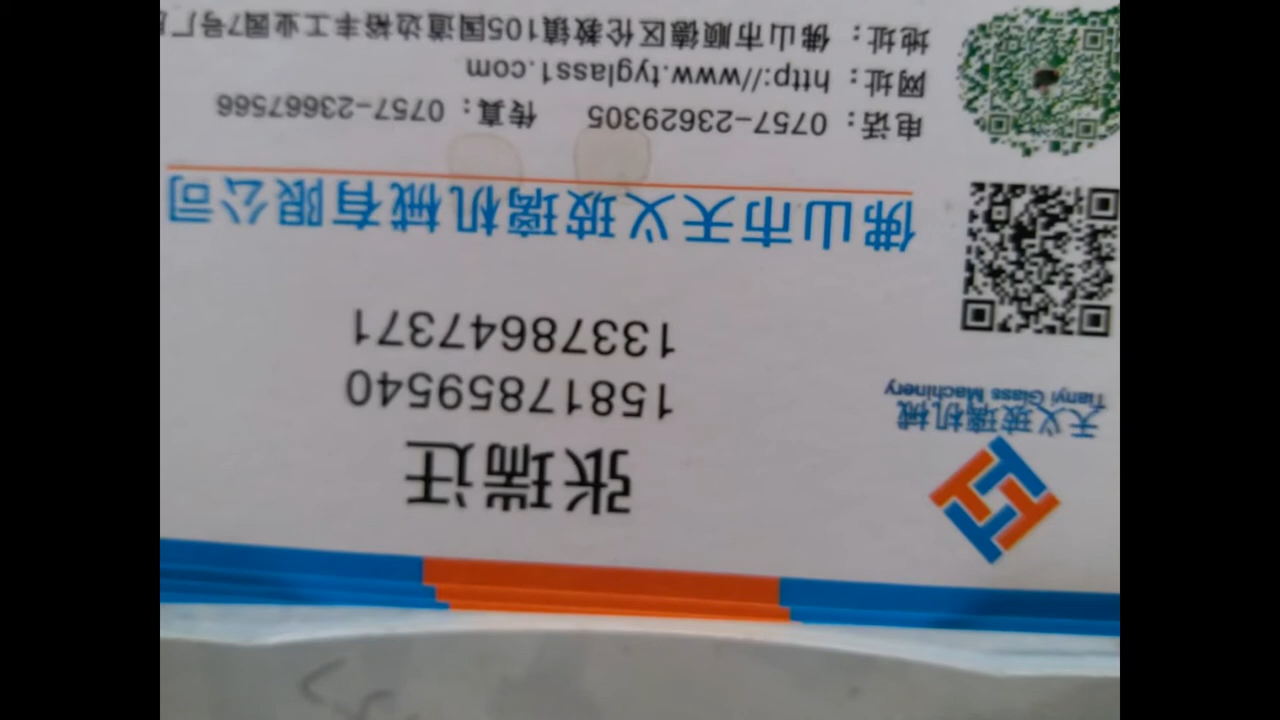 天义玻璃机械
Tianyi Glass Machinery
张瑞迁
15817859540
13378647371
佛山市天义玻璃机械有限公司
电话：0757-23629305 传真：0757-23667566
网址：http://www.tyglass1.com
地址：佛山市顺德区伦教镇105国道边裕丰工业园7号厂